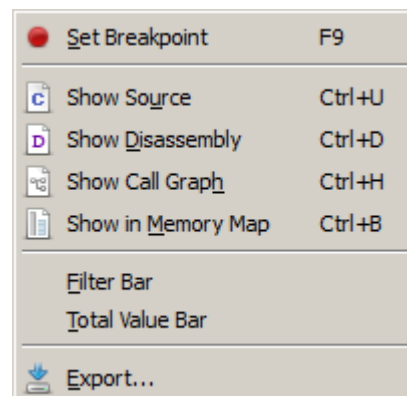 Set Breakpoint F9
C Show Source Ctrl+U
D Show Disassembly Ctrl+D
Show Call Graph Ctrl+H
Show in Memory Map Ctrl+B
Filter Bar
Total Value Bar
Export...